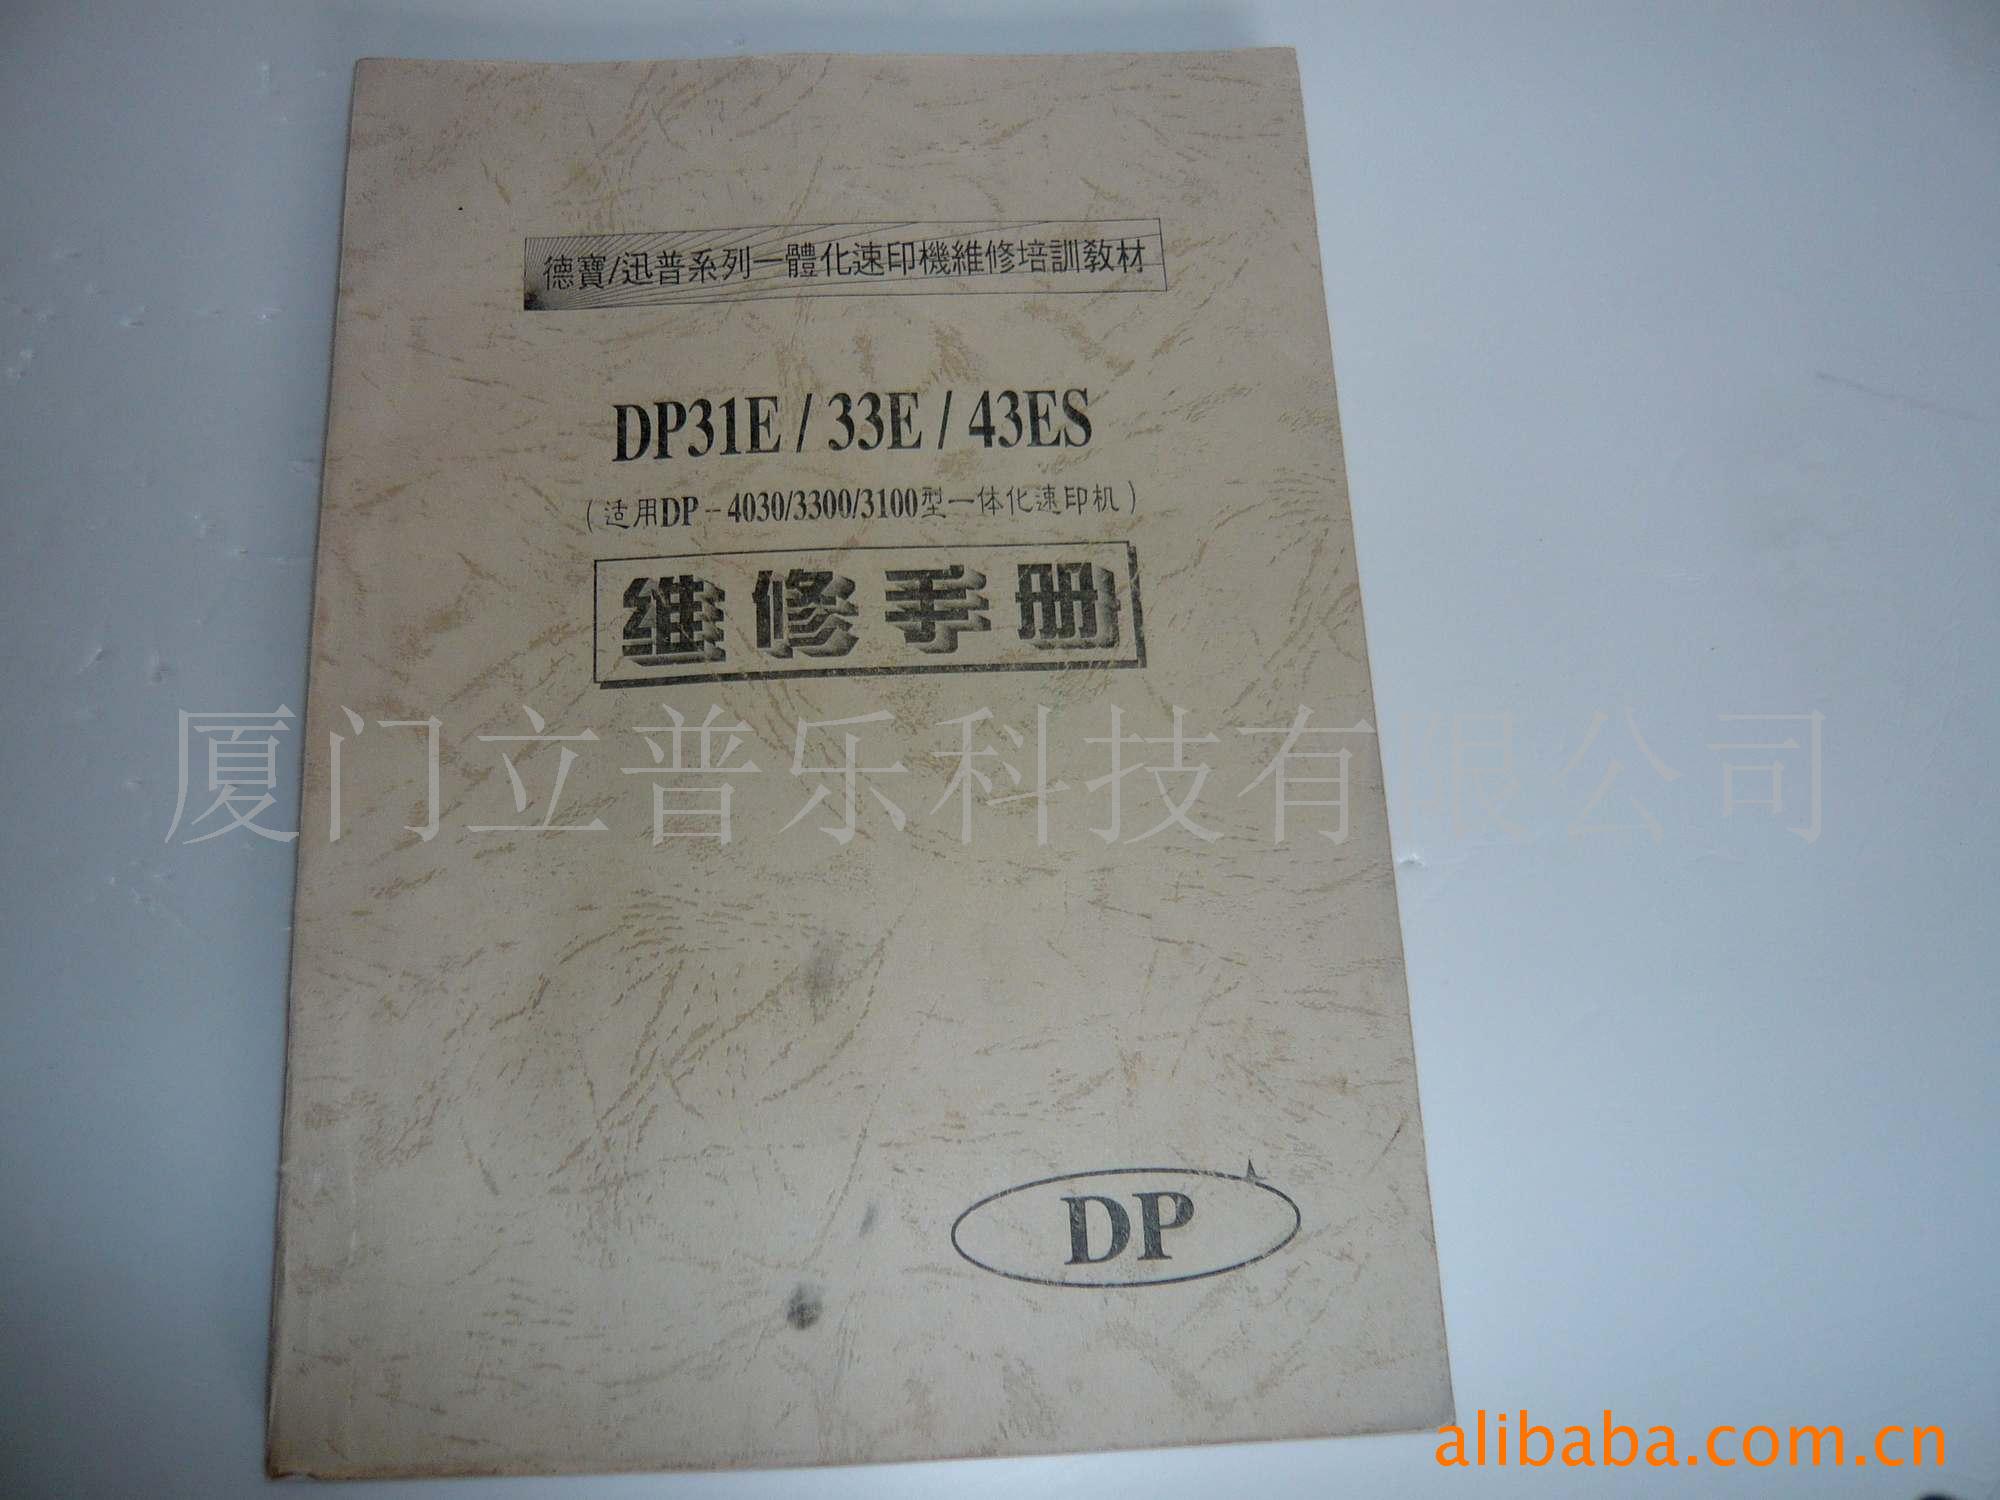 德寶/迅普系列一體化速印機維修培訓教材
DP31E / 33E / 43ES
(适用DP-4030/3300/3100型一体化速印机)
维修手册
厦门立普乐科技有限公司
DP
alibaba.com.cn